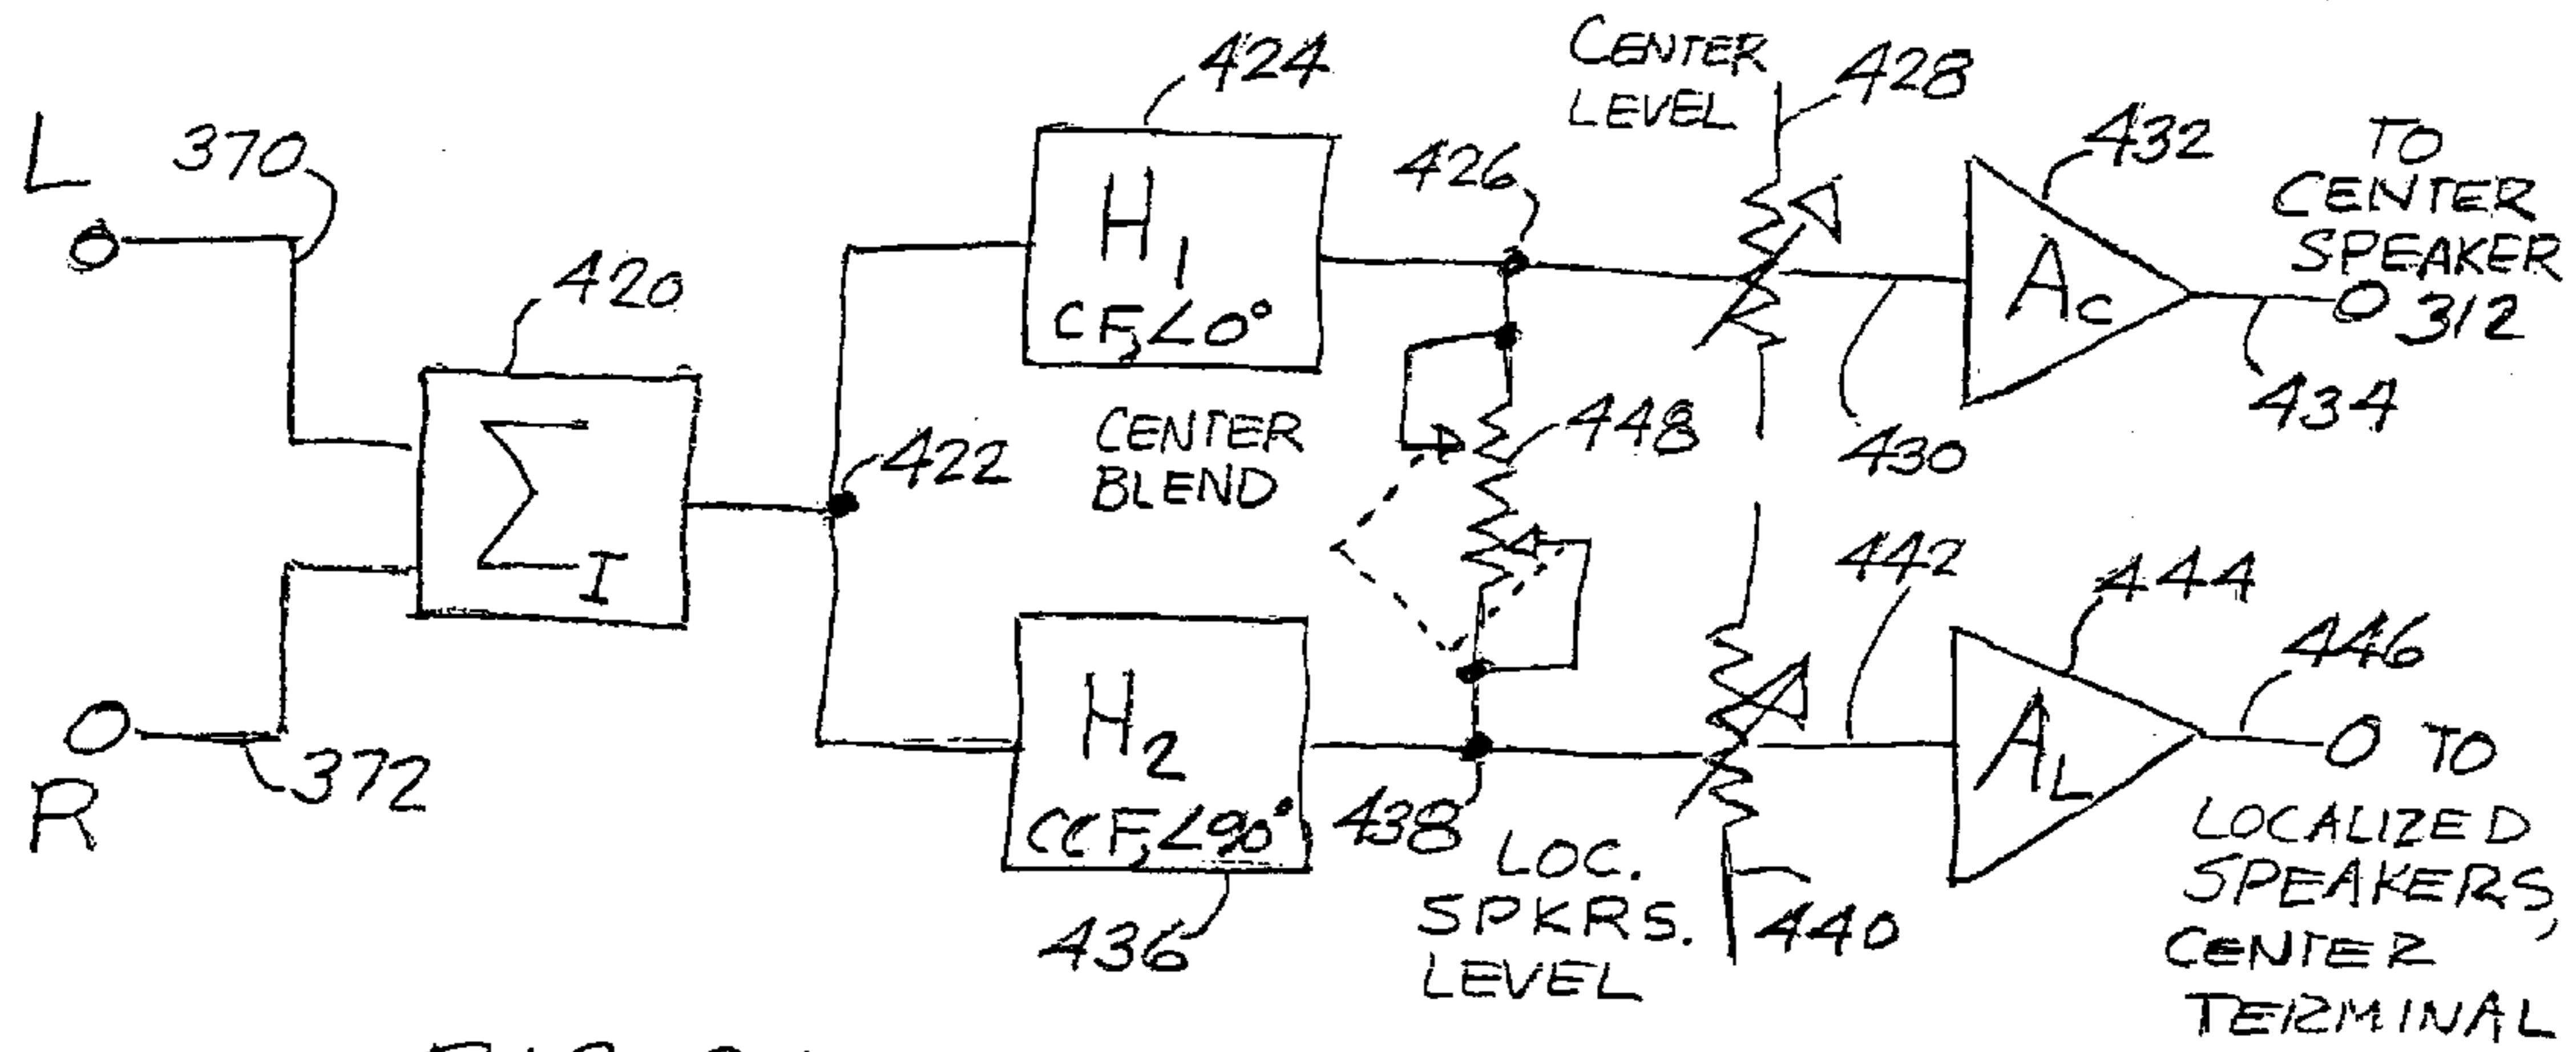 L
370
420
Σ
I
R
372
422
424
H1
CF,∠0°
CENTER
BLEND
H2
CCF,∠90°
436
426
448
438
CENTER
LEVEL
428
430
432
AC
TO
CENTER
SPEAKER
312
434
LOC.
SPKRS.
LEVEL
440
442
444
AL
446
TO
LOCALIZED
SPEAKERS,
CENTER
TERMINAL